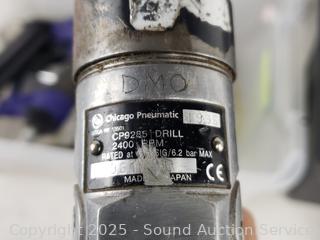 DMO
Chicago Pneumatic
CP9285 DRILL
2400 RPM
RATED at PSIG/6.2 bar MAX
MADE JAPAN
CE
Copyright 2025 - Sound Auction Service